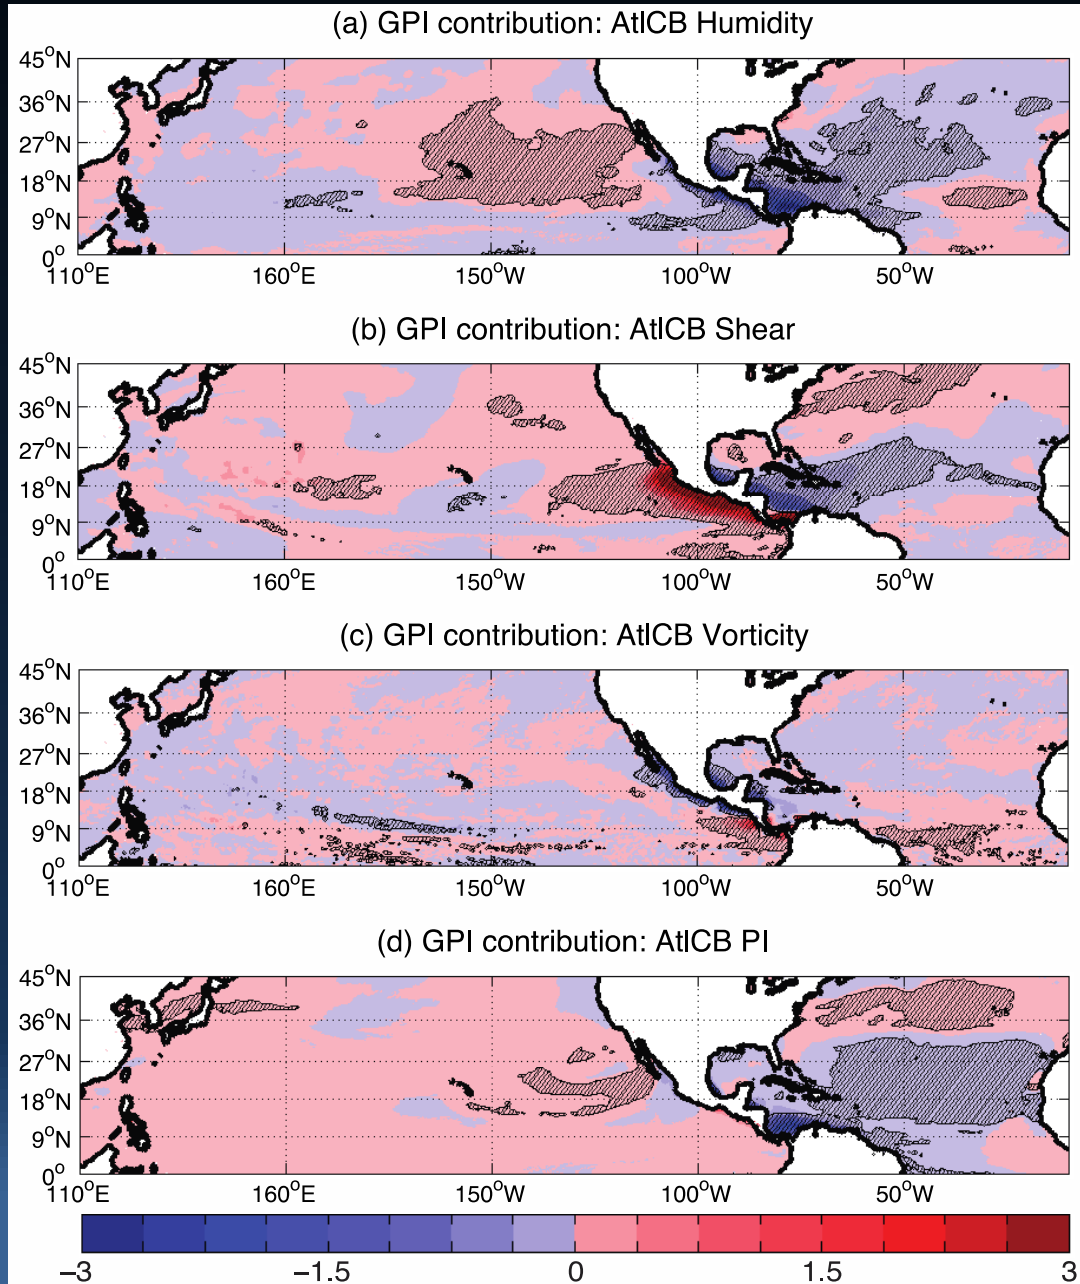 (a) GPI contribution: AtlCB Humidity
45°N
36°N
27°N
18°N
9°N
0°
110°E 160°E 150°W 100°W 50°W
(b) GPI contribution: AtlCB Shear
45°N
36°N
27°N
18°N
9°N
0°
110°E 160°E 150°W 100°W 50°W
(c) GPI contribution: AtlCB Vorticity
45°N
36°N
27°N
18°N
9°N
0°
110°E 160°E 150°W 100°W 50°W
(d) GPI contribution: AtlCB PI
45°N
36°N
27°N
18°N
9°N
0°
110°E 160°E 150°W 100°W 50°W
−3 −1.5 0 1.5 3